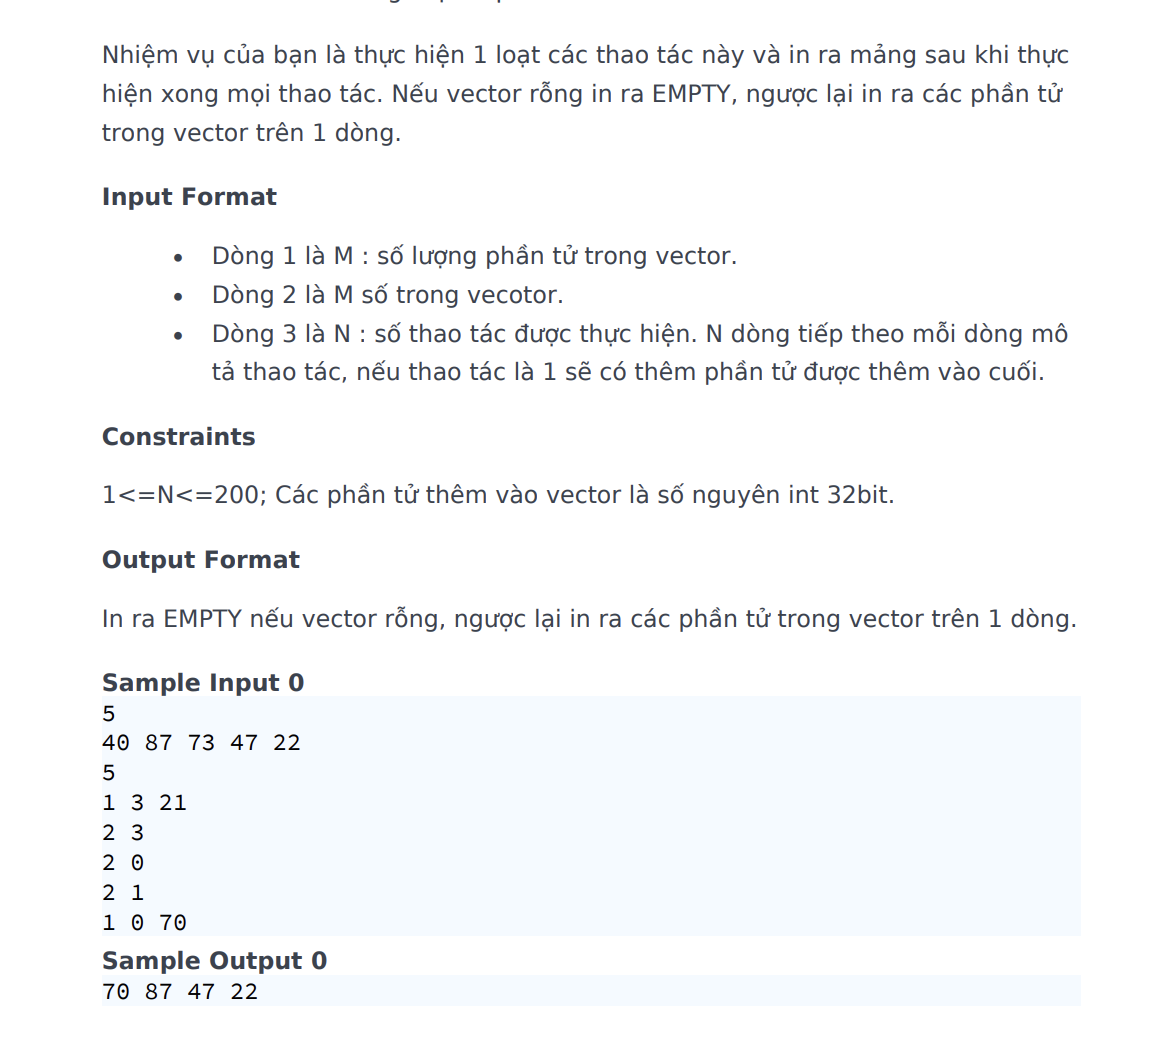 Nhiệm vụ của bạn là thực hiện 1 loạt các thao tác này và in ra mảng sau khi thực
hiện xong mọi thao tác. Nếu vector rỗng in ra EMPTY, ngược lại in ra các phần tử
trong vector trên 1 dòng.
Input Format
• Dòng 1 là M : số lượng phần tử trong vector.
• Dòng 2 là M số trong vecotor.
• Dòng 3 là N : số thao tác được thực hiện. N dòng tiếp theo mỗi dòng mô
tả thao tác, nếu thao tác là 1 sẽ có thêm phần tử được thêm vào cuối.
Constraints
1<=N<=200; Các phần tử thêm vào vector là số nguyên int 32bit.
Output Format
In ra EMPTY nếu vector rỗng, ngược lại in ra các phần tử trong vector trên 1 dòng.
Sample Input 0
5
40 87 73 47 22
5
1 3 21
2 3
2 0
2 1
1 0 70
Sample Output 0
70 87 47 22